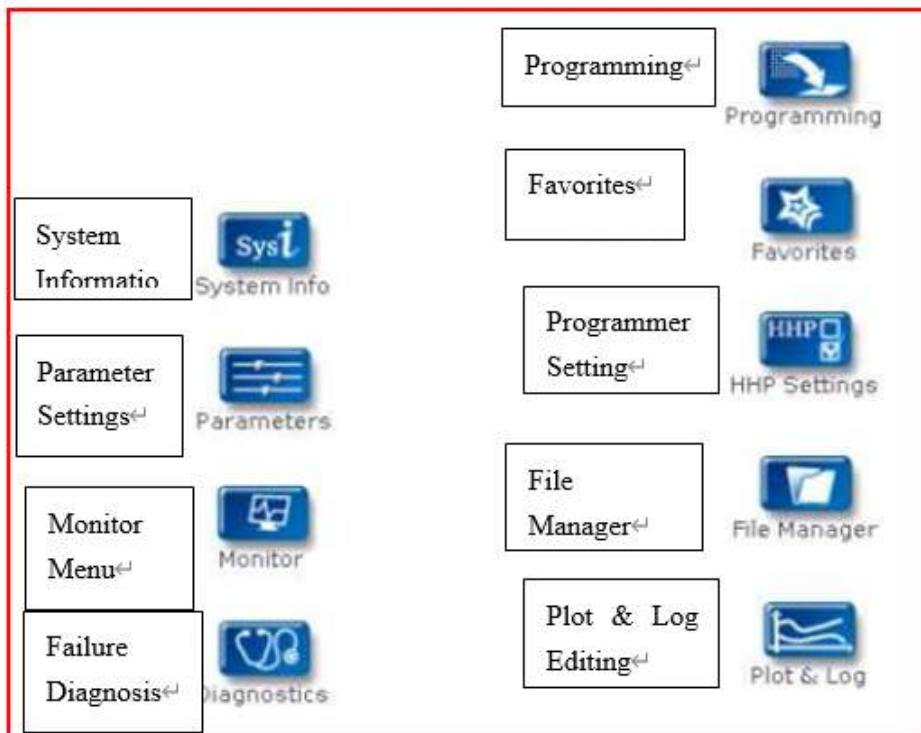 System
Informatio
Sysi
System Info
Parameter
Settings↵
Parameters
Monitor
Menu↵
Monitor
Failure
Diagnosis↵
Diagnostics
Programming↵
Programming
Favorites↵
Favorites
Programmer
Setting↵
HHP
HHP Settings
File
Manager↵
File Manager
Plot & Log
Editing↵
Plot & Log